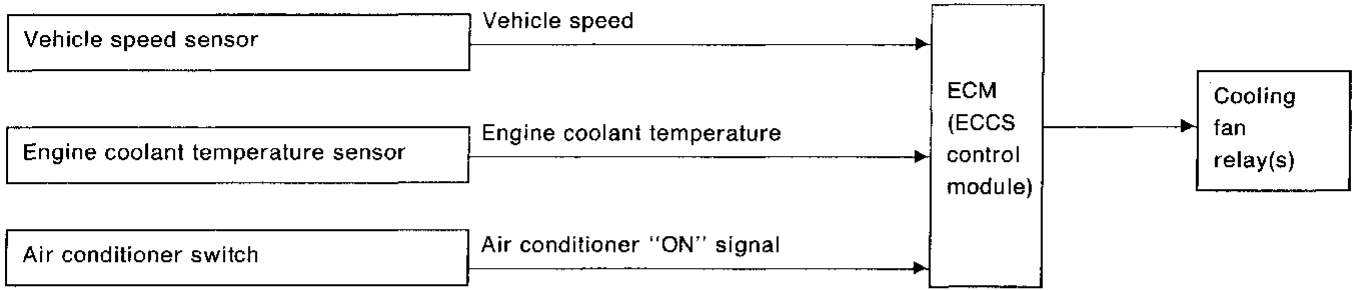 Vehicle speed sensor
Vehicle speed
Engine coolant temperature sensor
Engine coolant temperature
Air conditioner switch
Air conditioner "ON" signal
ECM
(ECCS
control
module)
Cooling
fan
relay(s)